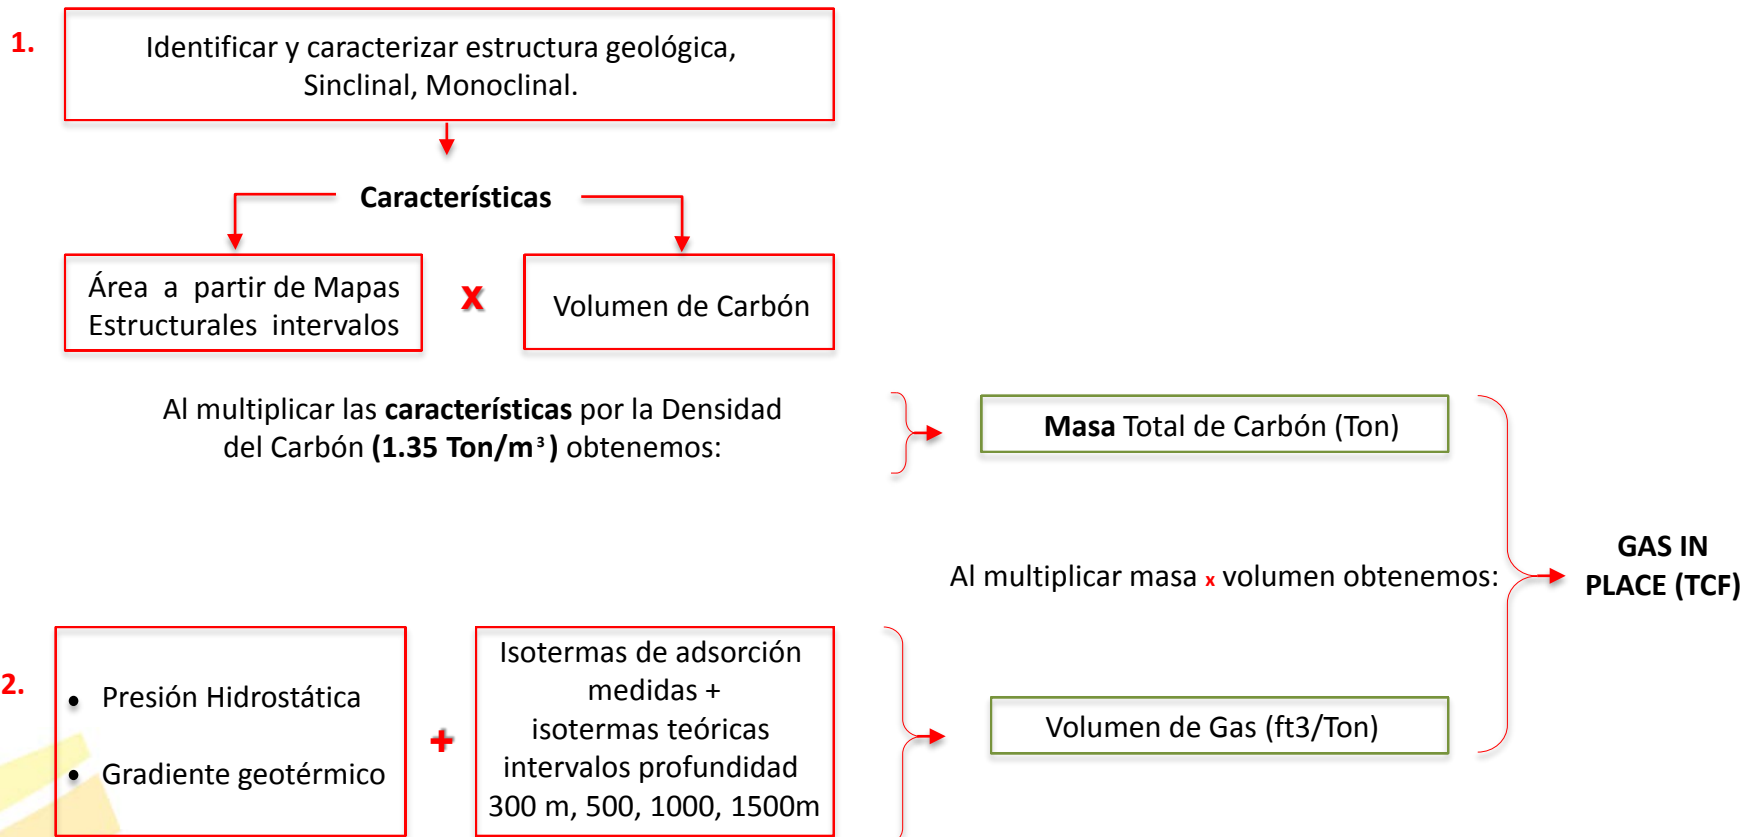 1.
Identificar y caracterizar estructura geológica,
Sinclinal, Monoclinal.
Características
Área a partir de Mapas
Estructurales intervalos
x
Volumen de Carbón
Al multiplicar las características por la Densidad
del Carbón (1.35 Ton/m³) obtenemos:
Masa Total de Carbón (Ton)
Al multiplicar masa x volumen obtenemos:
GAS IN
PLACE (TCF)
2.
• Presión Hidrostática
• Gradiente geotérmico
+
Isotermas de adsorción
medidas +
isotermas teóricas
intervalos profundidad
300 m, 500, 1000, 1500m
Volumen de Gas (ft3/Ton)